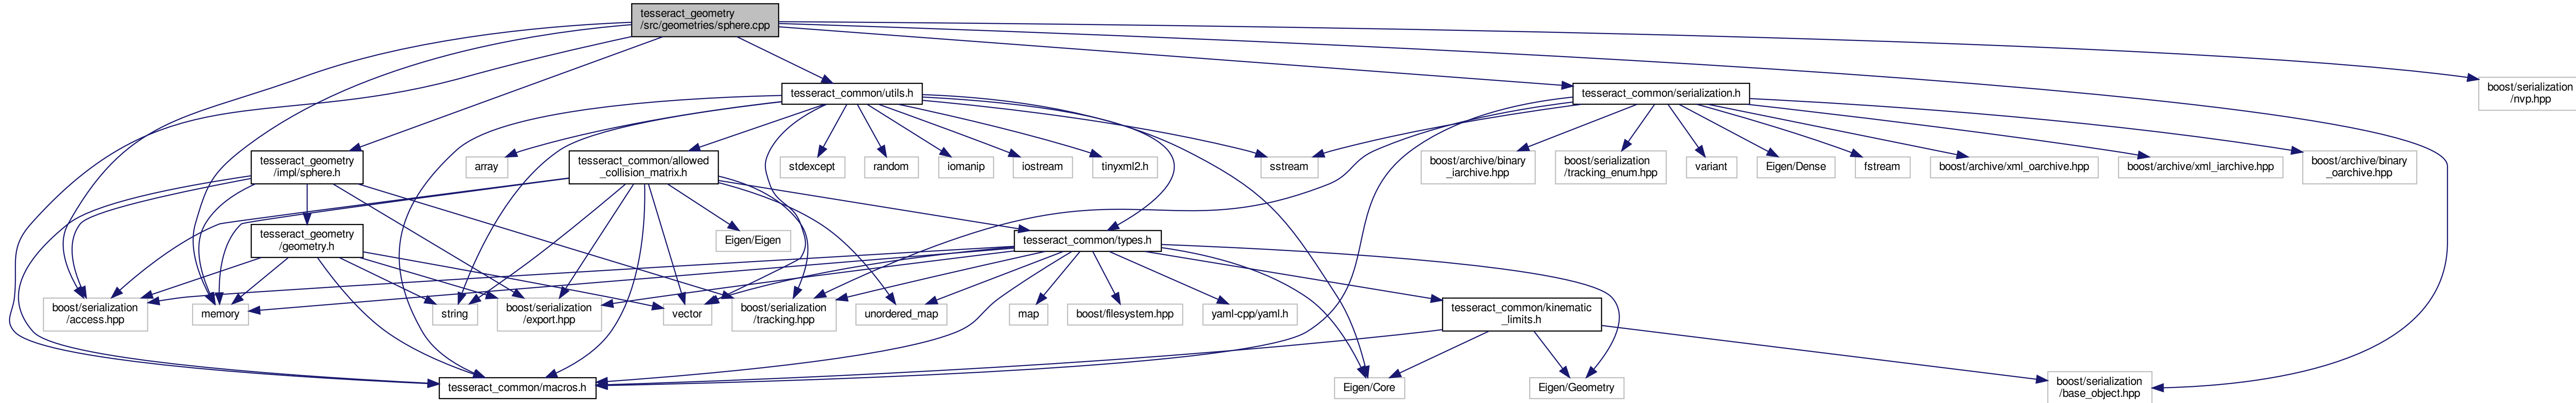 tesseract_geometry
/src/geometries/sphere.cpp
tesseract_common/utils.h
tesseract_common/serialization.h
boost/serialization
/nvp.hpp
tesseract_geometry
/impl/sphere.h
array
tesseract_common/allowed
_collision_matrix.h
stdexcept
random
iomanip
iostream
tinyxml2.h
sstream
boost/archive/binary
_iarchive.hpp
boost/serialization
/tracking_enum.hpp
variant
Eigen/Dense
fstream
boost/archive/xml_oarchive.hpp
boost/archive/xml_iarchive.hpp
boost/archive/binary
_oarchive.hpp
tesseract_geometry
/geometry.h
Eigen/Eigen
tesseract_common/types.h
boost/serialization
/access.hpp
memory
string
boost/serialization
/export.hpp
vector
boost/serialization
/tracking.hpp
unordered_map
map
boost/filesystem.hpp
yaml-cpp/yaml.h
tesseract_common/kinematic
_limits.h
tesseract_common/macros.h
Eigen/Core
Eigen/Geometry
boost/serialization
/base_object.hpp